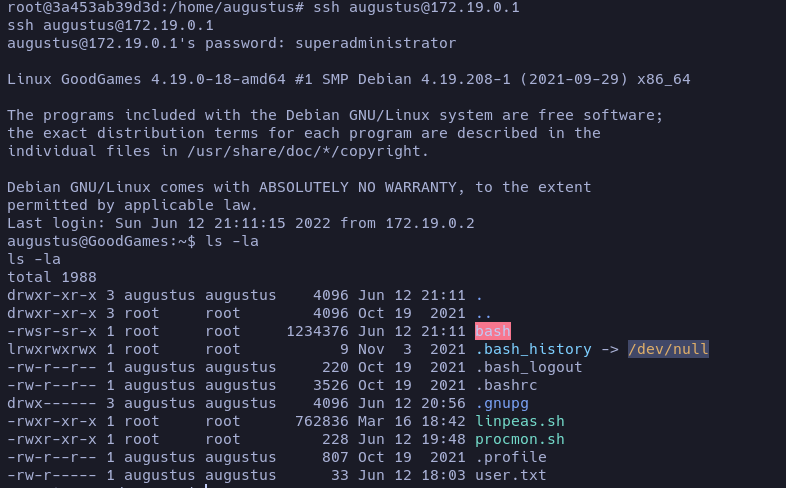 root@3a453ab39d3d:/home/augustus# ssh augustus@172.19.0.1
ssh augustus@172.19.0.1
augustus@172.19.0.1's password: superadministrator
Linux GoodGames 4.19.0-18-amd64 #1 SMP Debian 4.19.208-1 (2021-09-29) x86_64
The programs included with the Debian GNU/Linux system are free software;
the exact distribution terms for each program are described in the
individual files in /usr/share/doc/*/copyright.
Debian GNU/Linux comes with ABSOLUTELY NO WARRANTY, to the extent
permitted by applicable law.
Last login: Sun Jun 12 21:11:15 2022 from 172.19.0.2
augustus@GoodGames:~$ ls -la
ls -la
total 1988
drwxr-xr-x 3 augustus augustus    4096 Jun 12 21:11 .
drwxr-xr-x 3 root     root        4096 Oct 19  2021 ..
-rwsr-sr-x 1 root     root     1234376 Jun 12 21:11 bash
lrwxrwxrwx 1 root     root           9 Nov  3  2021 .bash_history -> /dev/null
-rw-r--r-- 1 augustus augustus     220 Oct 19  2021 .bash_logout
-rw-r--r-- 1 augustus augustus    3526 Oct 19  2021 .bashrc
drwx------ 3 augustus augustus    4096 Jun 12 20:56 .gnupg
-rwxr-xr-x 1 root     root      762836 Mar 16 18:42 linpeas.sh
-rwxr-xr-x 1 root     root         228 Jun 12 19:48 procmon.sh
-rw-r--r-- 1 augustus augustus     807 Oct 19  2021 .profile
-rw-r----- 1 augustus augustus      33 Jun 12 18:03 user.txt